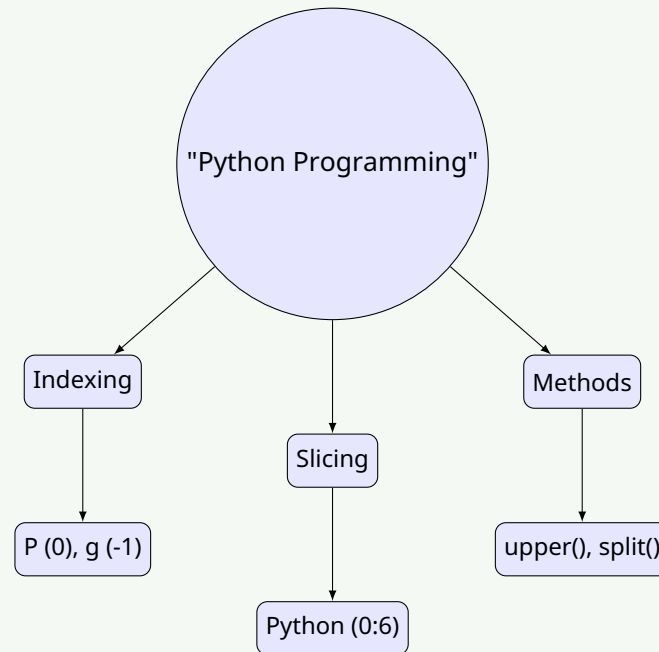 "Python Programming"
Indexing
Methods
Slicing
P (0), g (-1)
upper(), split()
Python (0:6)